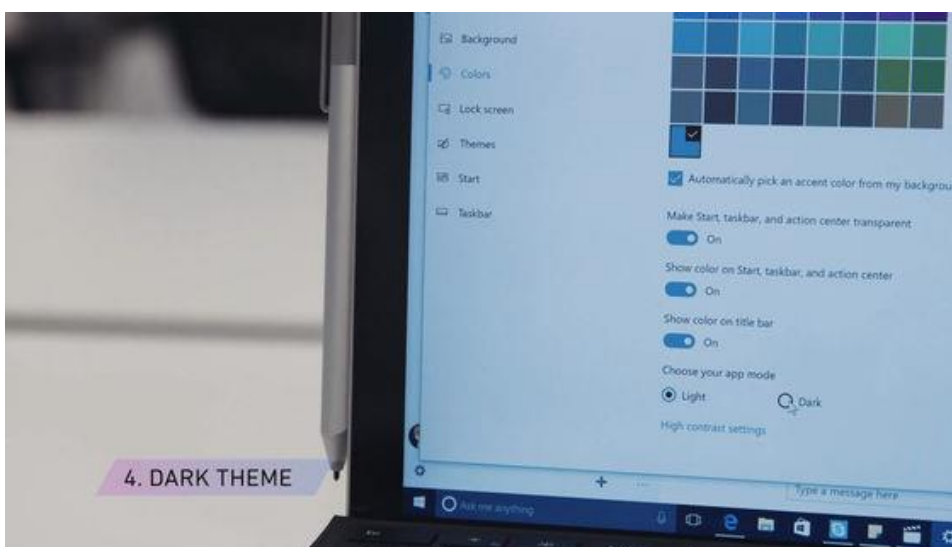 Background
Colors
Lock screen
Themes
Start
Taskbar
Automatically pick an accent color from my backgrou
Make Start, taskbar, and action center transparent
On
Show color on Start, taskbar, and action center
On
Show color on title bar
On
Choose your app mode
Light
Dark
High contrast settings
4. DARK THEME
Type a message here
Ask me anything